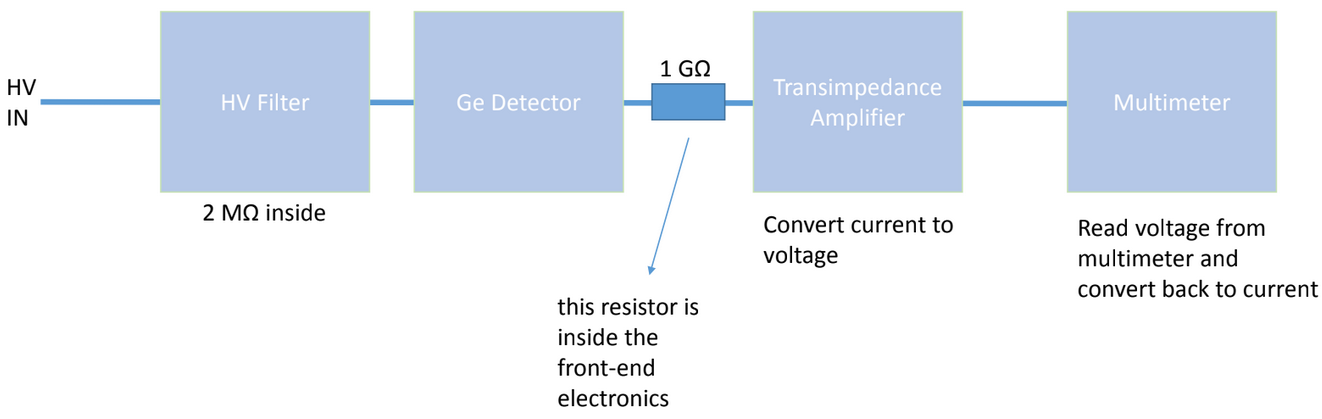 HV
IN
HV Filter
2 MΩ inside
Ge Detector
1 GΩ
this resistor is
inside the
front-end
electronics
Transimpedance
Amplifier
Convert current to
voltage
Multimeter
Read voltage from
multimeter and
convert back to current